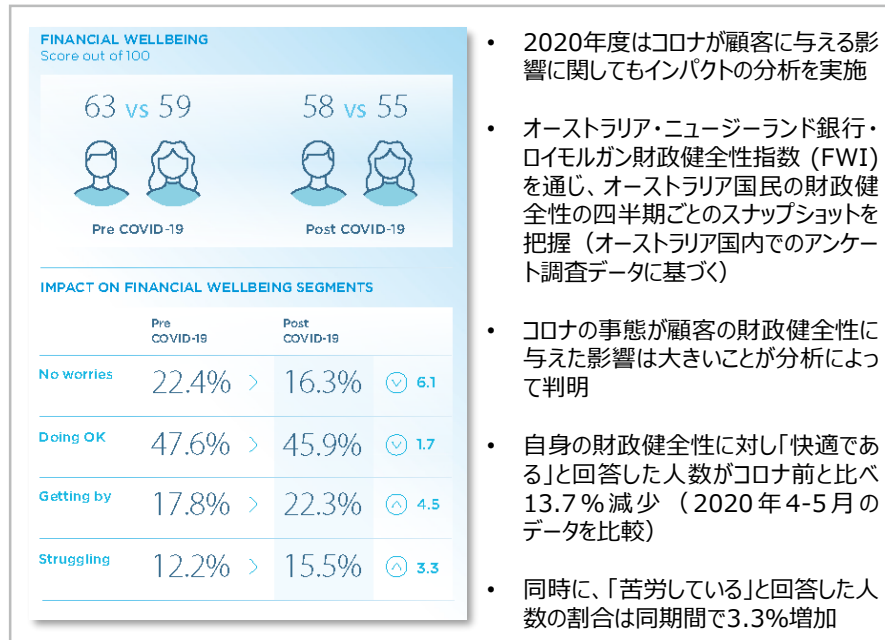 FINANCIAL WELLBEING
Score out of 100
63 vs 59
58 vs 55
Pre COVID-19
Post COVID-19
IMPACT ON FINANCIAL WELLBEING SEGMENTS
Pre
COVID-19
Post
COVID-19
No worries 22.4% > 16.3% 6.1
Doing OK 47.6% > 45.9% 1.7
Getting by 17.8% > 22.3% 4.5
Struggling 12.2% > 15.5% 3.3
• 2020年度はコロナが顧客に与える影
響に関してもインパクトの分析を実施
• オーストラリア・ニュージーランド銀行・
ロイモルガン財政健全性指数 (FWI)
を通じ、オーストラリア国民の財政健
全性の四半期ごとのスナップショットを
把握（オーストラリア国内でのアンケー
ト調査データに基づく）
• コロナの事態が顧客の財政健全性に
与えた影響は大きいことが分析によっ
て判明
• 自身の財政健全性に対し「快適であ
る」と回答した人数がコロナ前と比べ
13.7％減少（2020年4-5月の
データを比較）
• 同時に、「苦労している」と回答した人
数の割合は同期間で3.3%増加